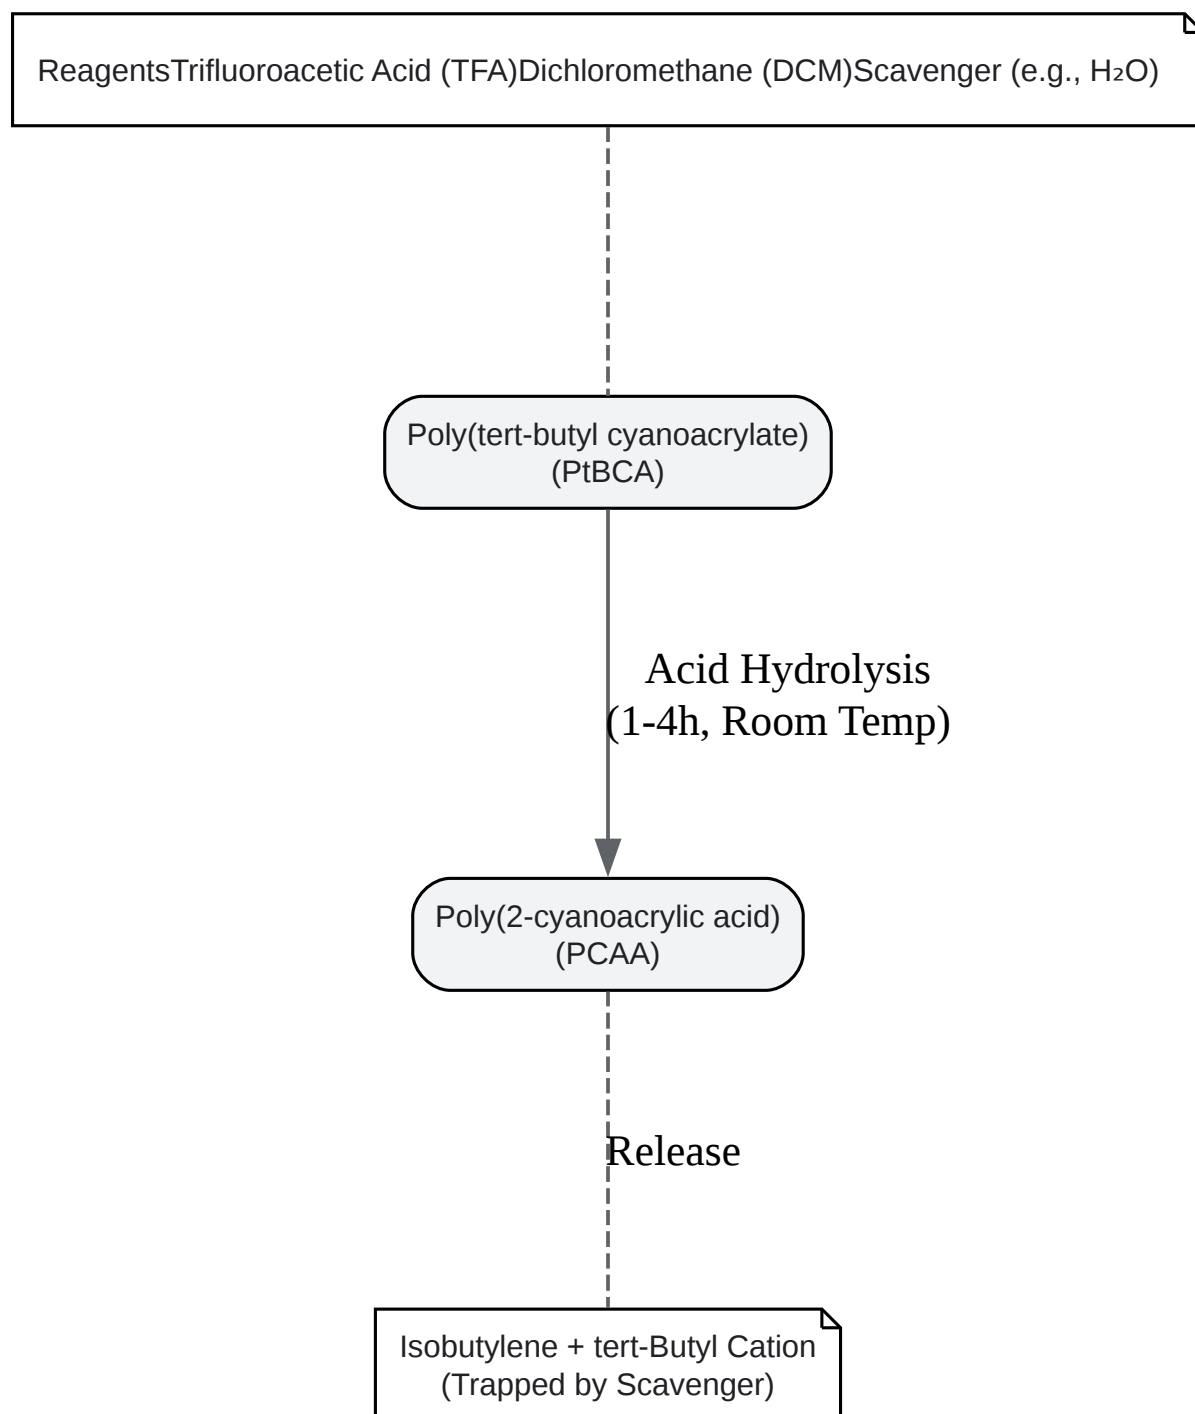 ReagentsTrifluoroacetic Acid (TFA)Dichloromethane (DCM)Scavenger (e.g., H₂O)
Poly(tert-butyl cyanoacrylate)
(PtBCA)
Acid Hydrolysis
(1-4h, Room Temp)
Poly(2-cyanoacrylic acid)
(PCAA)
Release
Isobutylene + tert-Butyl Cation
(Trapped by Scavenger)